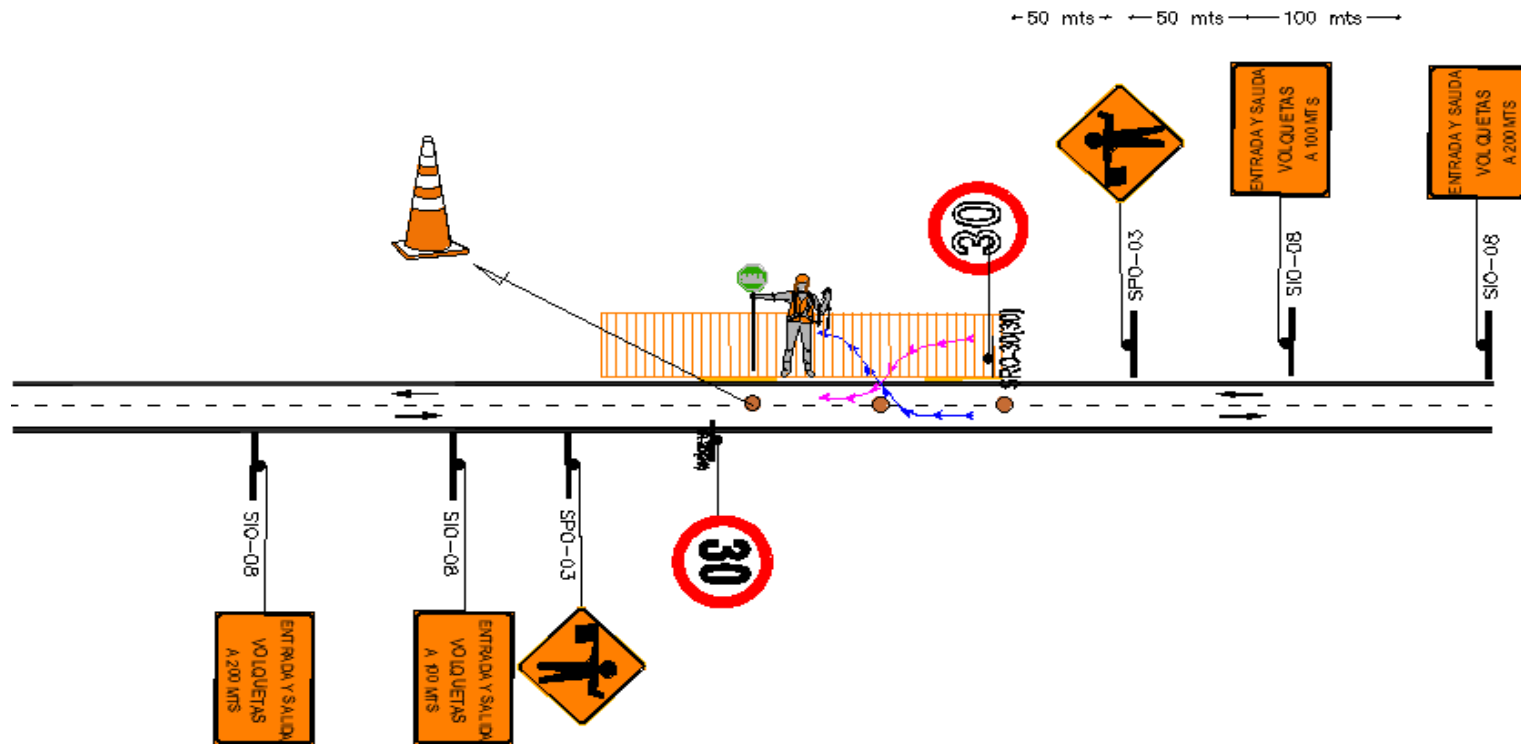 50 mts
50 mts
100 mts
ENTRADA Y SALIDA
VOLQUETAS
A 100 MTS
ENTRADA Y SALIDA
VOLQUETAS
A 200 MTS
30
SPO-03
SIO-08
SIO-08
SRO-30(30)
SIO-08
SIO-08
SPO-03
30
ENTRADA Y SALIDA
VOLQUETAS
A 200 MTS
ENTRADA Y SALIDA
VOLQUETAS
A 100 MTS